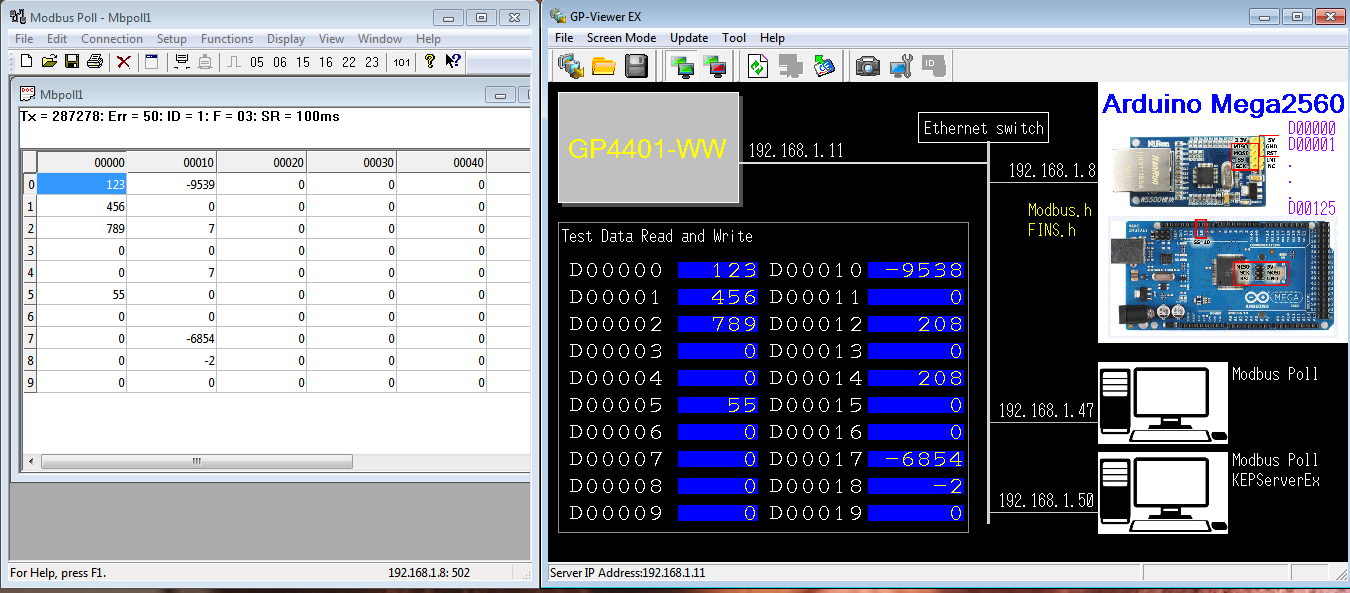 Modbus Poll - Mbpoll1
File Edit Connection Setup Functions Display View Window Help
05 06 15 16 22 23 101
Mbpoll1
Tx = 287278: Err = 50: ID = 1: F = 03: SR = 100ms
00000 00010 00020 00030 00040
0 123 -9539 0 0 0
1 456 0 0 0 0
2 789 7 0 0 0
3 0 0 0 0 0
4 0 7 0 0 0
5 55 0 0 0 0
6 0 0 0 0 0
7 0 -6854 0 0 0
8 0 -2 0 0 0
9 0 0 0 0 0
For Help, press F1.
192.168.1.8: 502
GP-Viewer EX
File Screen Mode Update Tool Help
ID
GP4401-WW
192.168.1.11
Ethernet switch
192.168.1.8
Modbus.h
FINS.h
Arduino Mega2560
D00000
D00001
.
.
.
D00125
Test Data Read and Write
D00000 123 D00010 -9538
D00001 456 D00011 0
D00002 789 D00012 208
D00003 0 D00013 0
D00004 0 D00014 208
D00005 55 D00015 0
D00006 0 D00016 0
D00007 0 D00017 -6854
D00008 0 D00018 -2
D00009 0 D00019 0
192.168.1.47
Modbus Poll
192.168.1.50
Modbus Poll
KEPServerEx
MEGA
Server IP Address:192.168.1.11